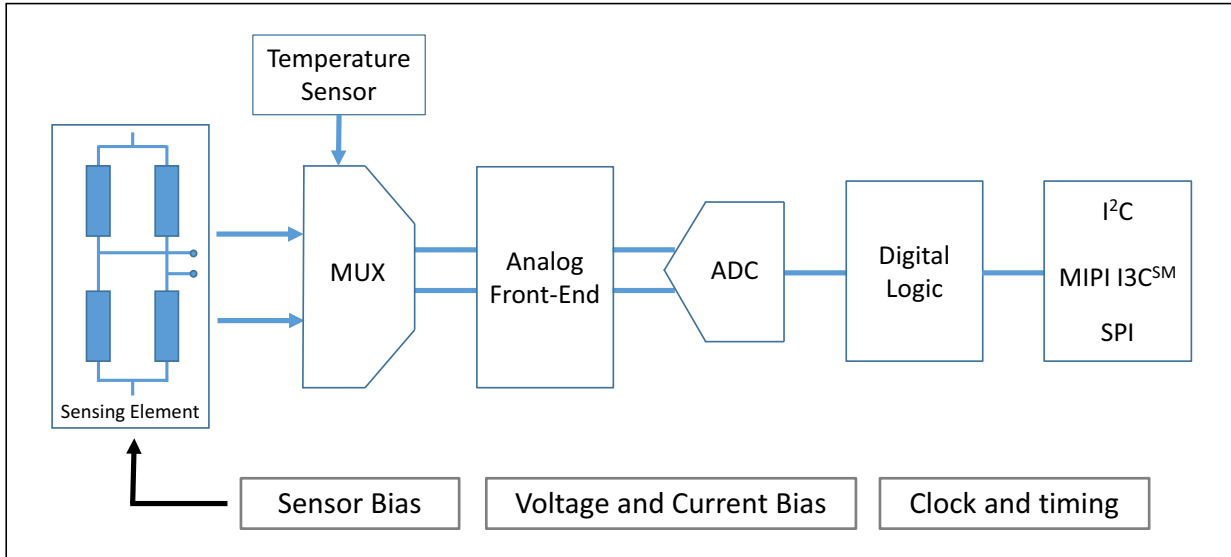 Temperature
Sensor
Sensing Element
MUX
Analog
Front-End
ADC
Digital
Logic
I²C
MIPI I3C℠
SPI
Sensor Bias
Voltage and Current Bias
Clock and timing